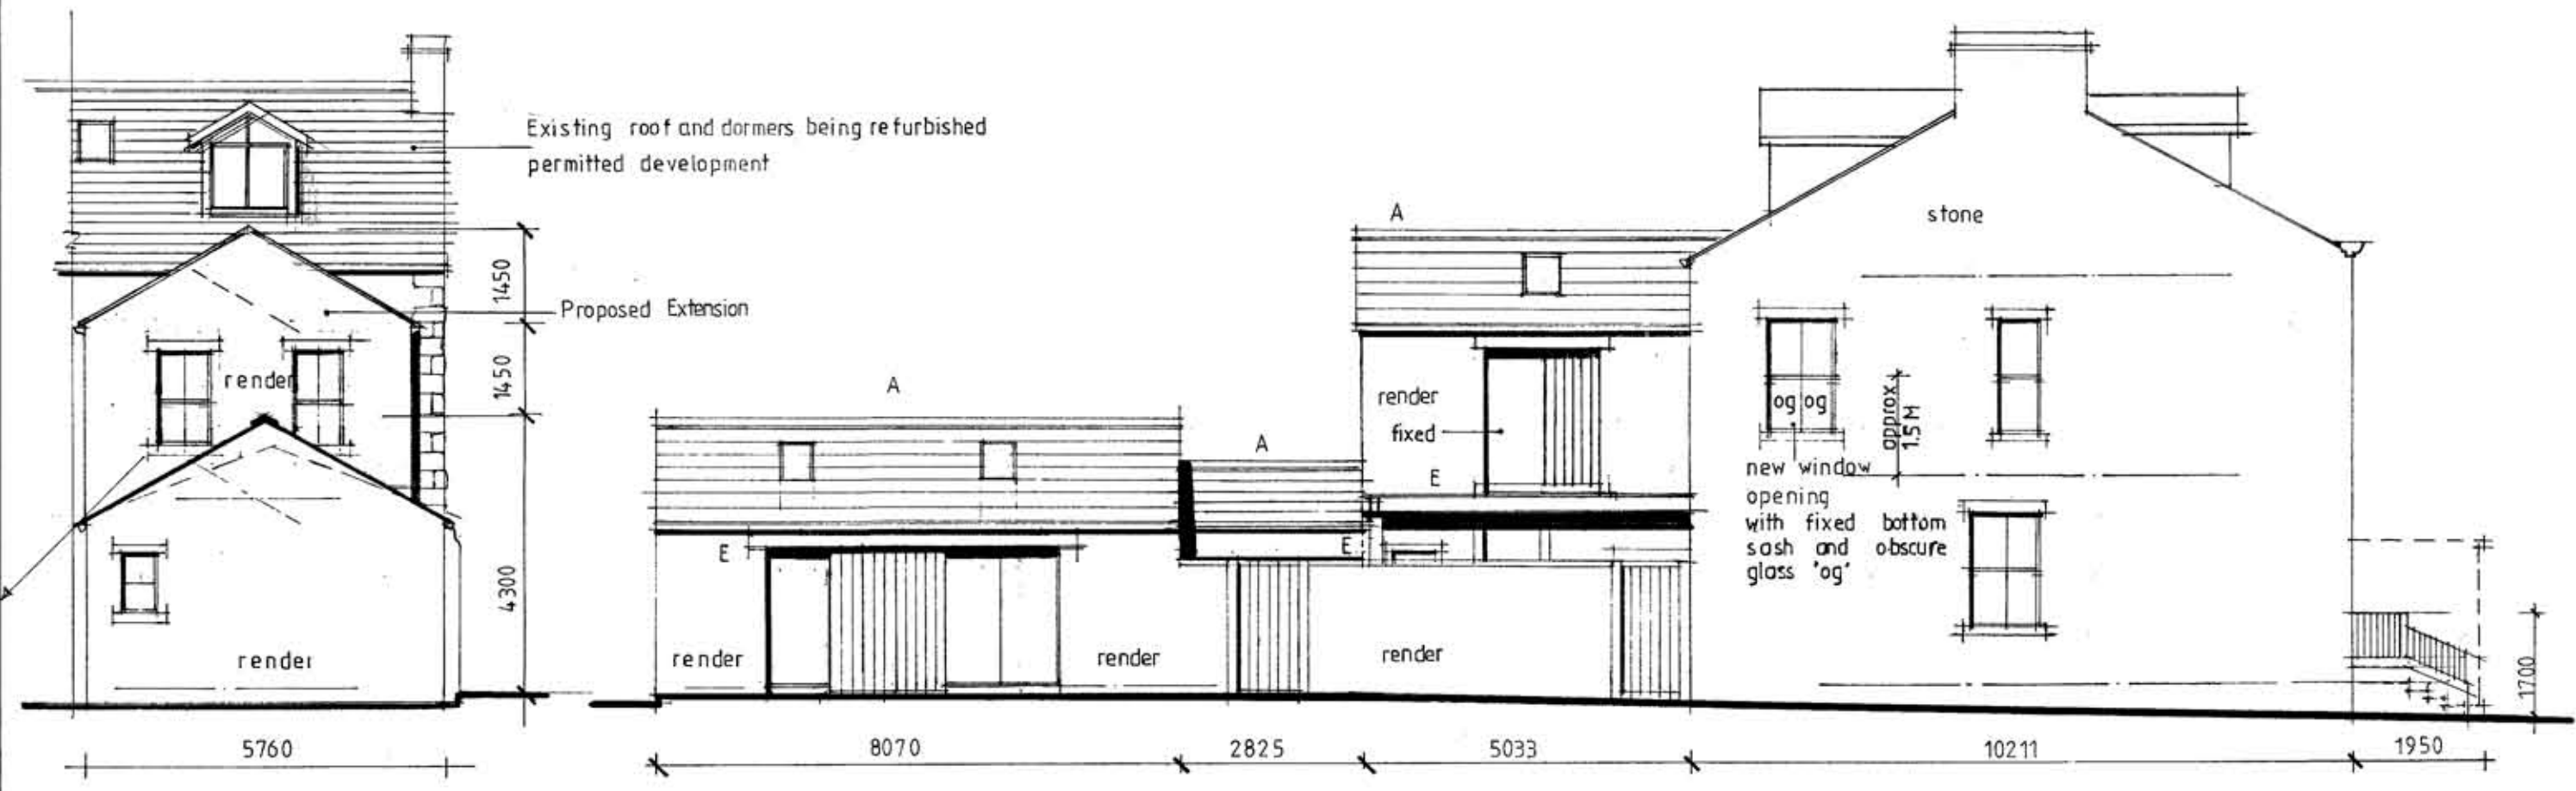 Existing roof and dormers being refurbished
permitted development
1450
Proposed Extension
1450
render
4300
render
5760
A
A
A
stone
render
fixed
E
E
E
og og
approx
1.5M
new window
opening
with fixed bottom
sash and obscure
glass 'og'
render
render
render
1700
8070
2825
5033
10211
1950